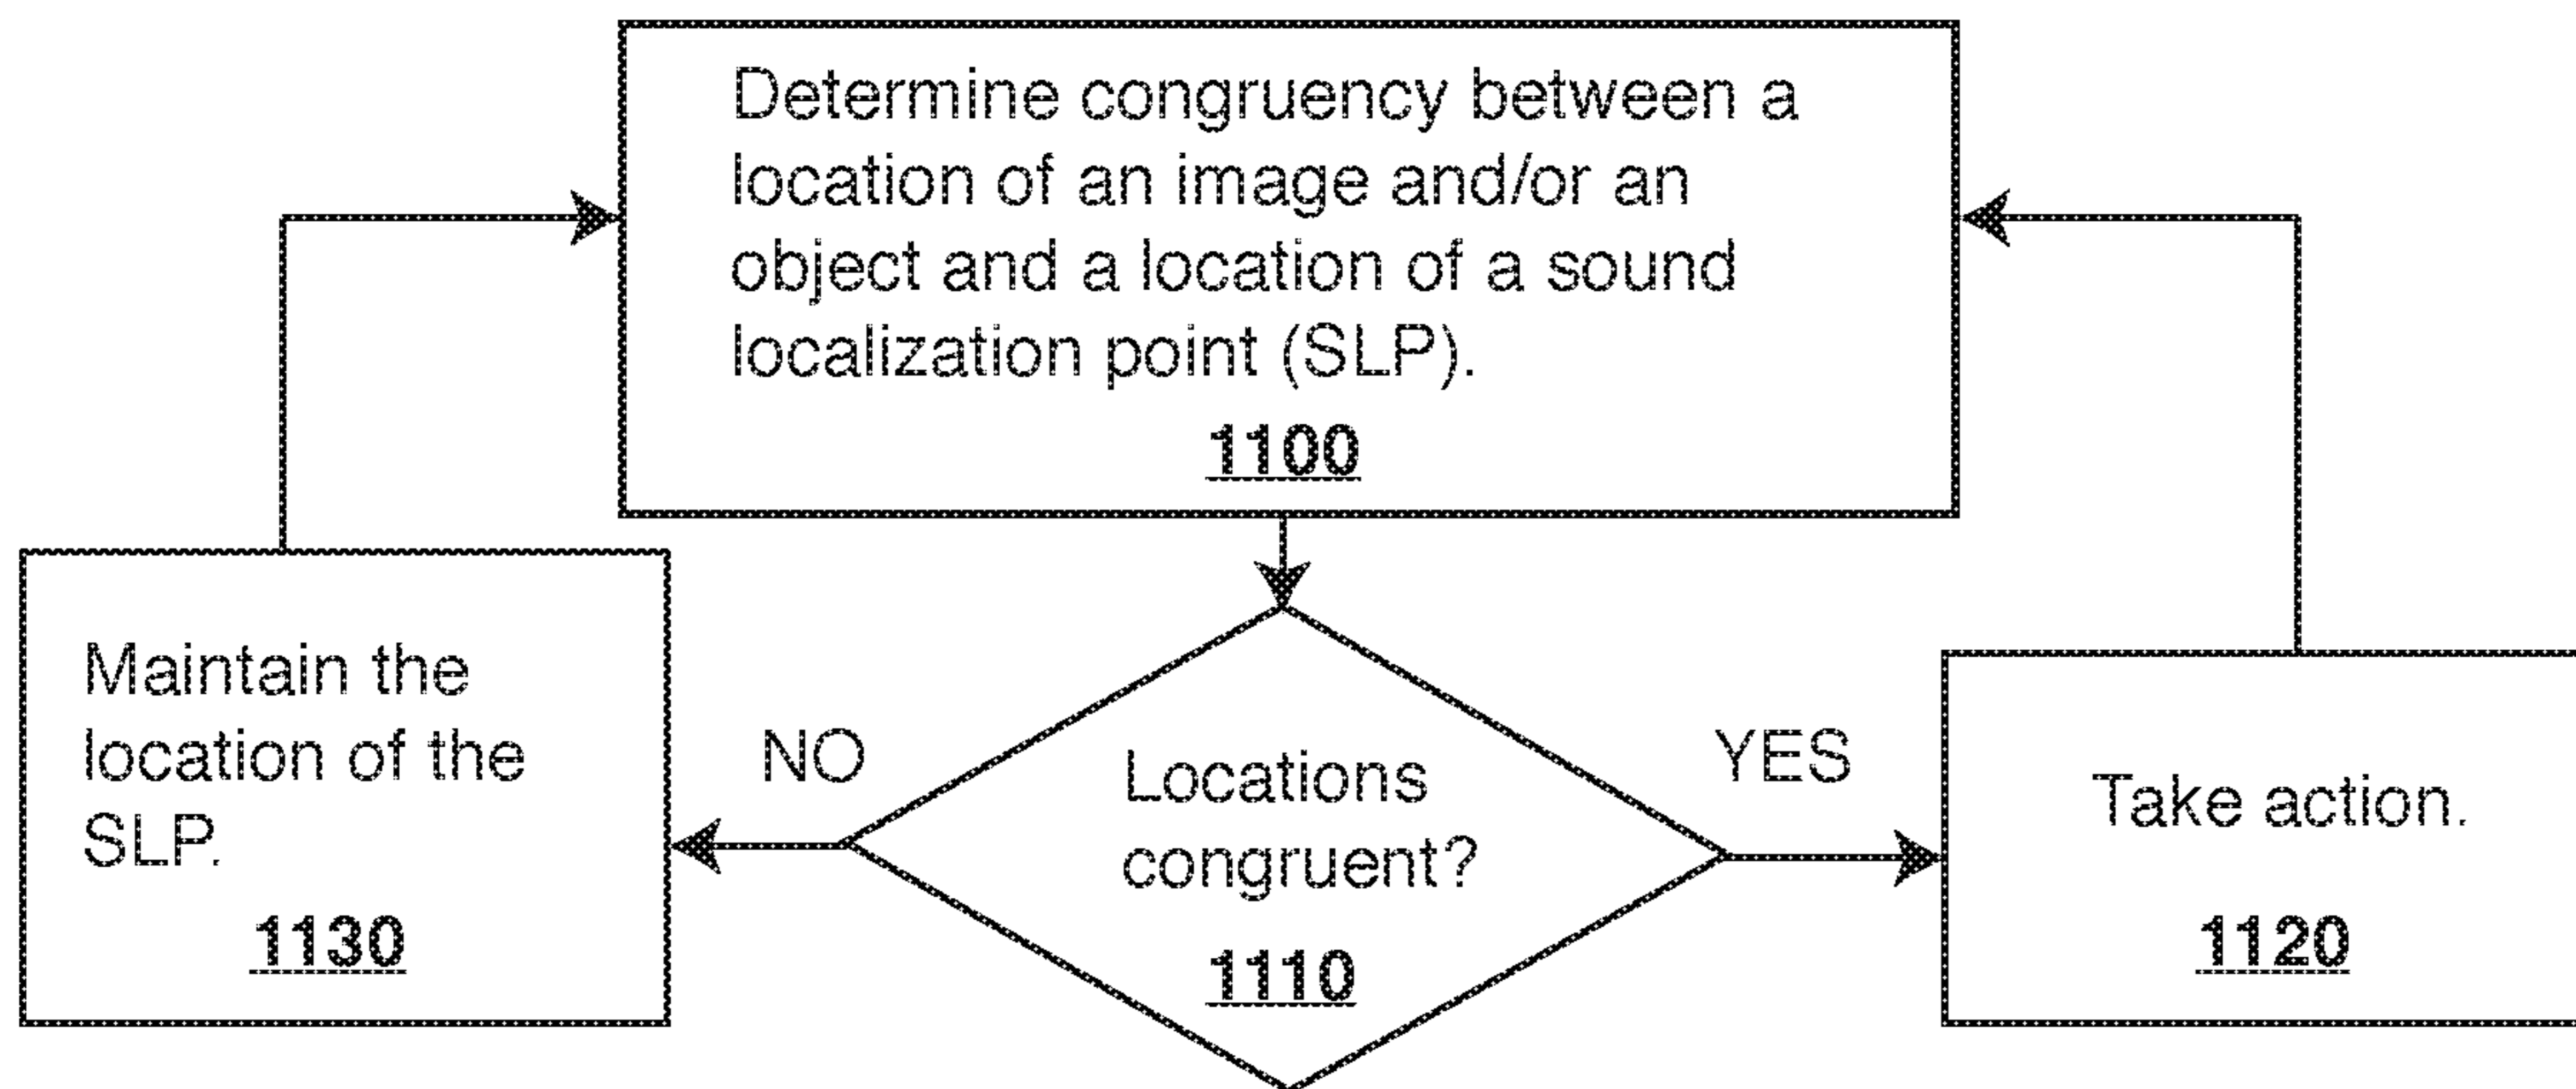 Determine congruency between a
location of an image and/or an
object and a location of a sound
localization point (SLP).
1100
Maintain the
location of the
SLP.
1130
NO
Locations
congruent?
1110
YES
Take action.
1120